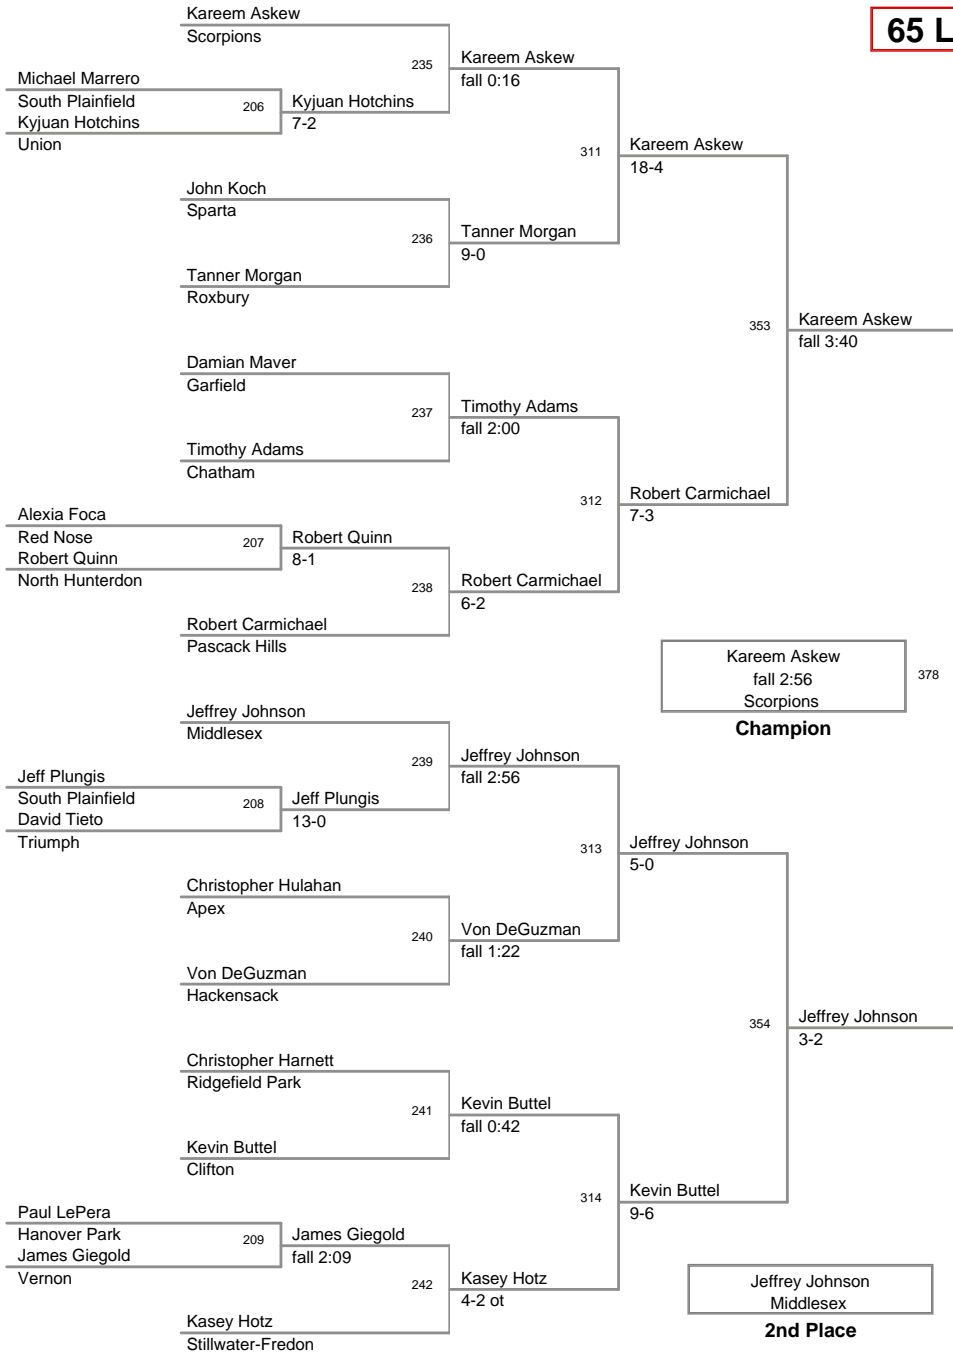 Kareem Askew
Scorpions
65 L
235
Kareem Askew
fall 0:16
Michael Marrero
South Plainfield
206
Kyjuan Hotchins
Kyjuan Hotchins
7-2
Union
311
Kareem Askew
18-4
John Koch
Sparta
236
Tanner Morgan
9-0
Tanner Morgan
Roxbury
353
Kareem Askew
fall 3:40
Damian Maver
Garfield
237
Timothy Adams
fall 2:00
Timothy Adams
Chatham
312
Robert Carmichael
7-3
Alexia Foca
Red Nose
207
Robert Quinn
Robert Quinn
8-1
North Hunterdon
238
Robert Carmichael
6-2
Robert Carmichael
Pascack Hills
Kareem Askew
fall 2:56
Scorpions
378
Champion
Jeffrey Johnson
Middlesex
239
Jeffrey Johnson
fall 2:56
Jeff Plungis
South Plainfield
208
Jeff Plungis
David Tieto
13-0
Triumph
313
Jeffrey Johnson
5-0
Christopher Hulahan
Apex
240
Von DeGuzman
fall 1:22
Von DeGuzman
Hackensack
354
Jeffrey Johnson
3-2
Christopher Harnett
Ridgefield Park
241
Kevin Buttel
fall 0:42
Kevin Buttel
Clifton
314
Kevin Buttel
9-6
Paul LePera
Hanover Park
209
James Giegold
James Giegold
fall 2:09
Vernon
242
Kasey Hotz
4-2 ot
Kasey Hotz
Stillwater-Fredon
Jeffrey Johnson
Middlesex
2nd Place